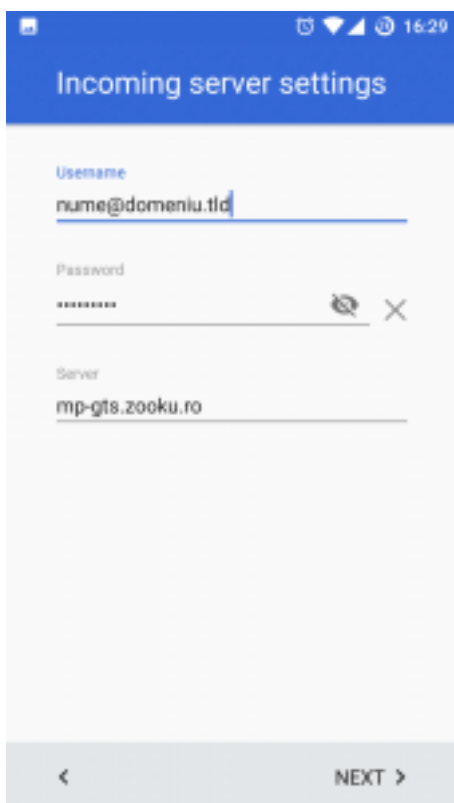 16:29
Incoming server settings
Username
nume@domeniu.tld
Password
•••••••••
Server
mp-gts.zooku.ro
NEXT